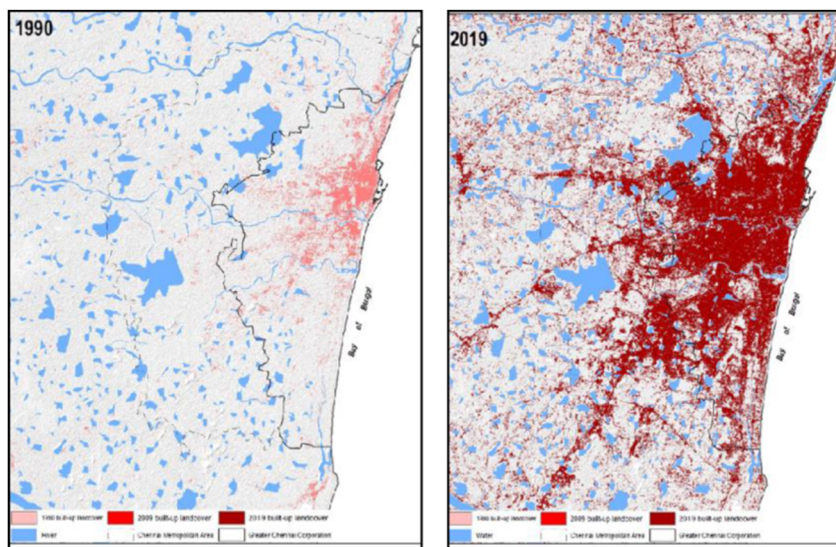 1990
Bay of Bengal
1990 built-up landcover
2009 built-up landcover
2019 built-up landcover
River
Chennai Metropolitan Area
Greater Chennai Corporation
2019
Bay of Bengal
1990 built-up landcover
2009 built-up landcover
2019 built-up landcover
Water
Chennai Metropolitan Area
Greater Chennai Corporation